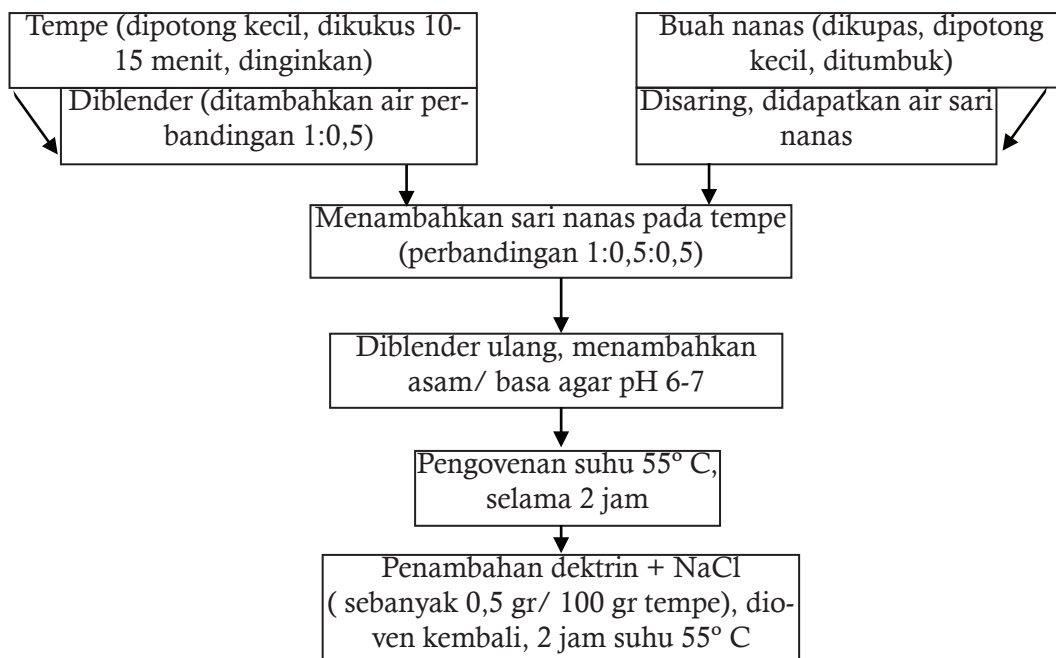 Tempe (dipotong kecil, dikukus 10-
15 menit, dinginkan)
Diblender (ditambahkan air per-
bandingan 1:0,5)
Buah nanas (dikupas, dipotong
kecil, ditumbuk)
Disaring, didapatkan air sari
nanas
Menambahkan sari nanas pada tempe
(perbandingan 1:0,5:0,5)
Diblender ulang, menambahkan
asam/ basa agar pH 6-7
Pengovenan suhu 55º C,
selama 2 jam
Penambahan dektrin + NaCl
( sebanyak 0,5 gr/ 100 gr tempe), dio-
ven kembali, 2 jam suhu 55º C